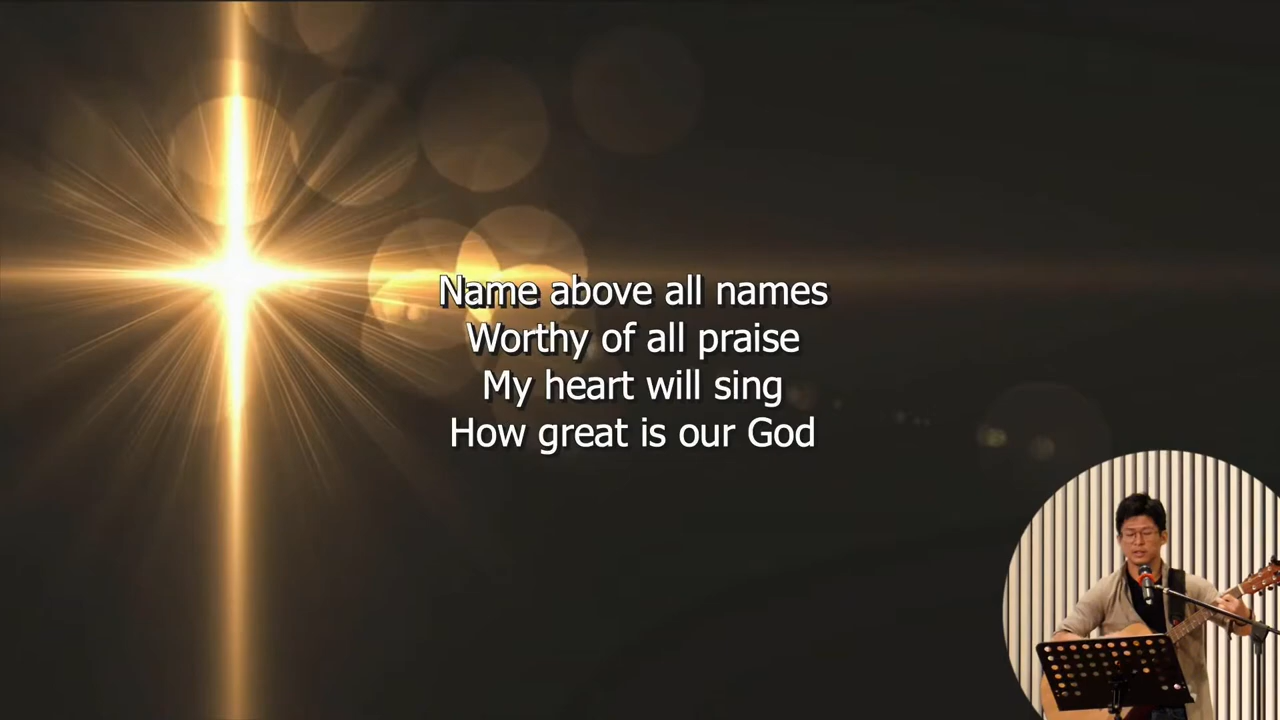 Name above all names
Worthy of all praise
My heart will sing
How great is our God